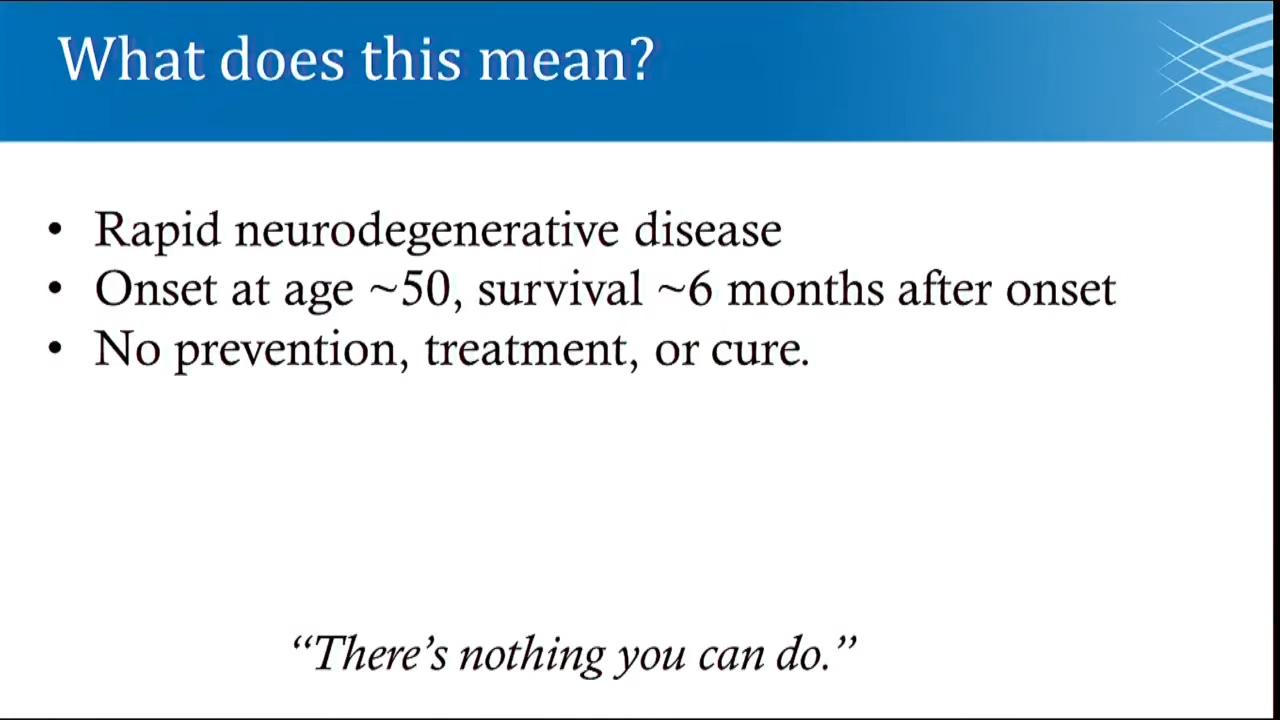 What does this mean?
• Rapid neurodegenerative disease
• Onset at age ~50, survival ~6 months after onset
• No prevention, treatment, or cure.
“There’s nothing you can do.”